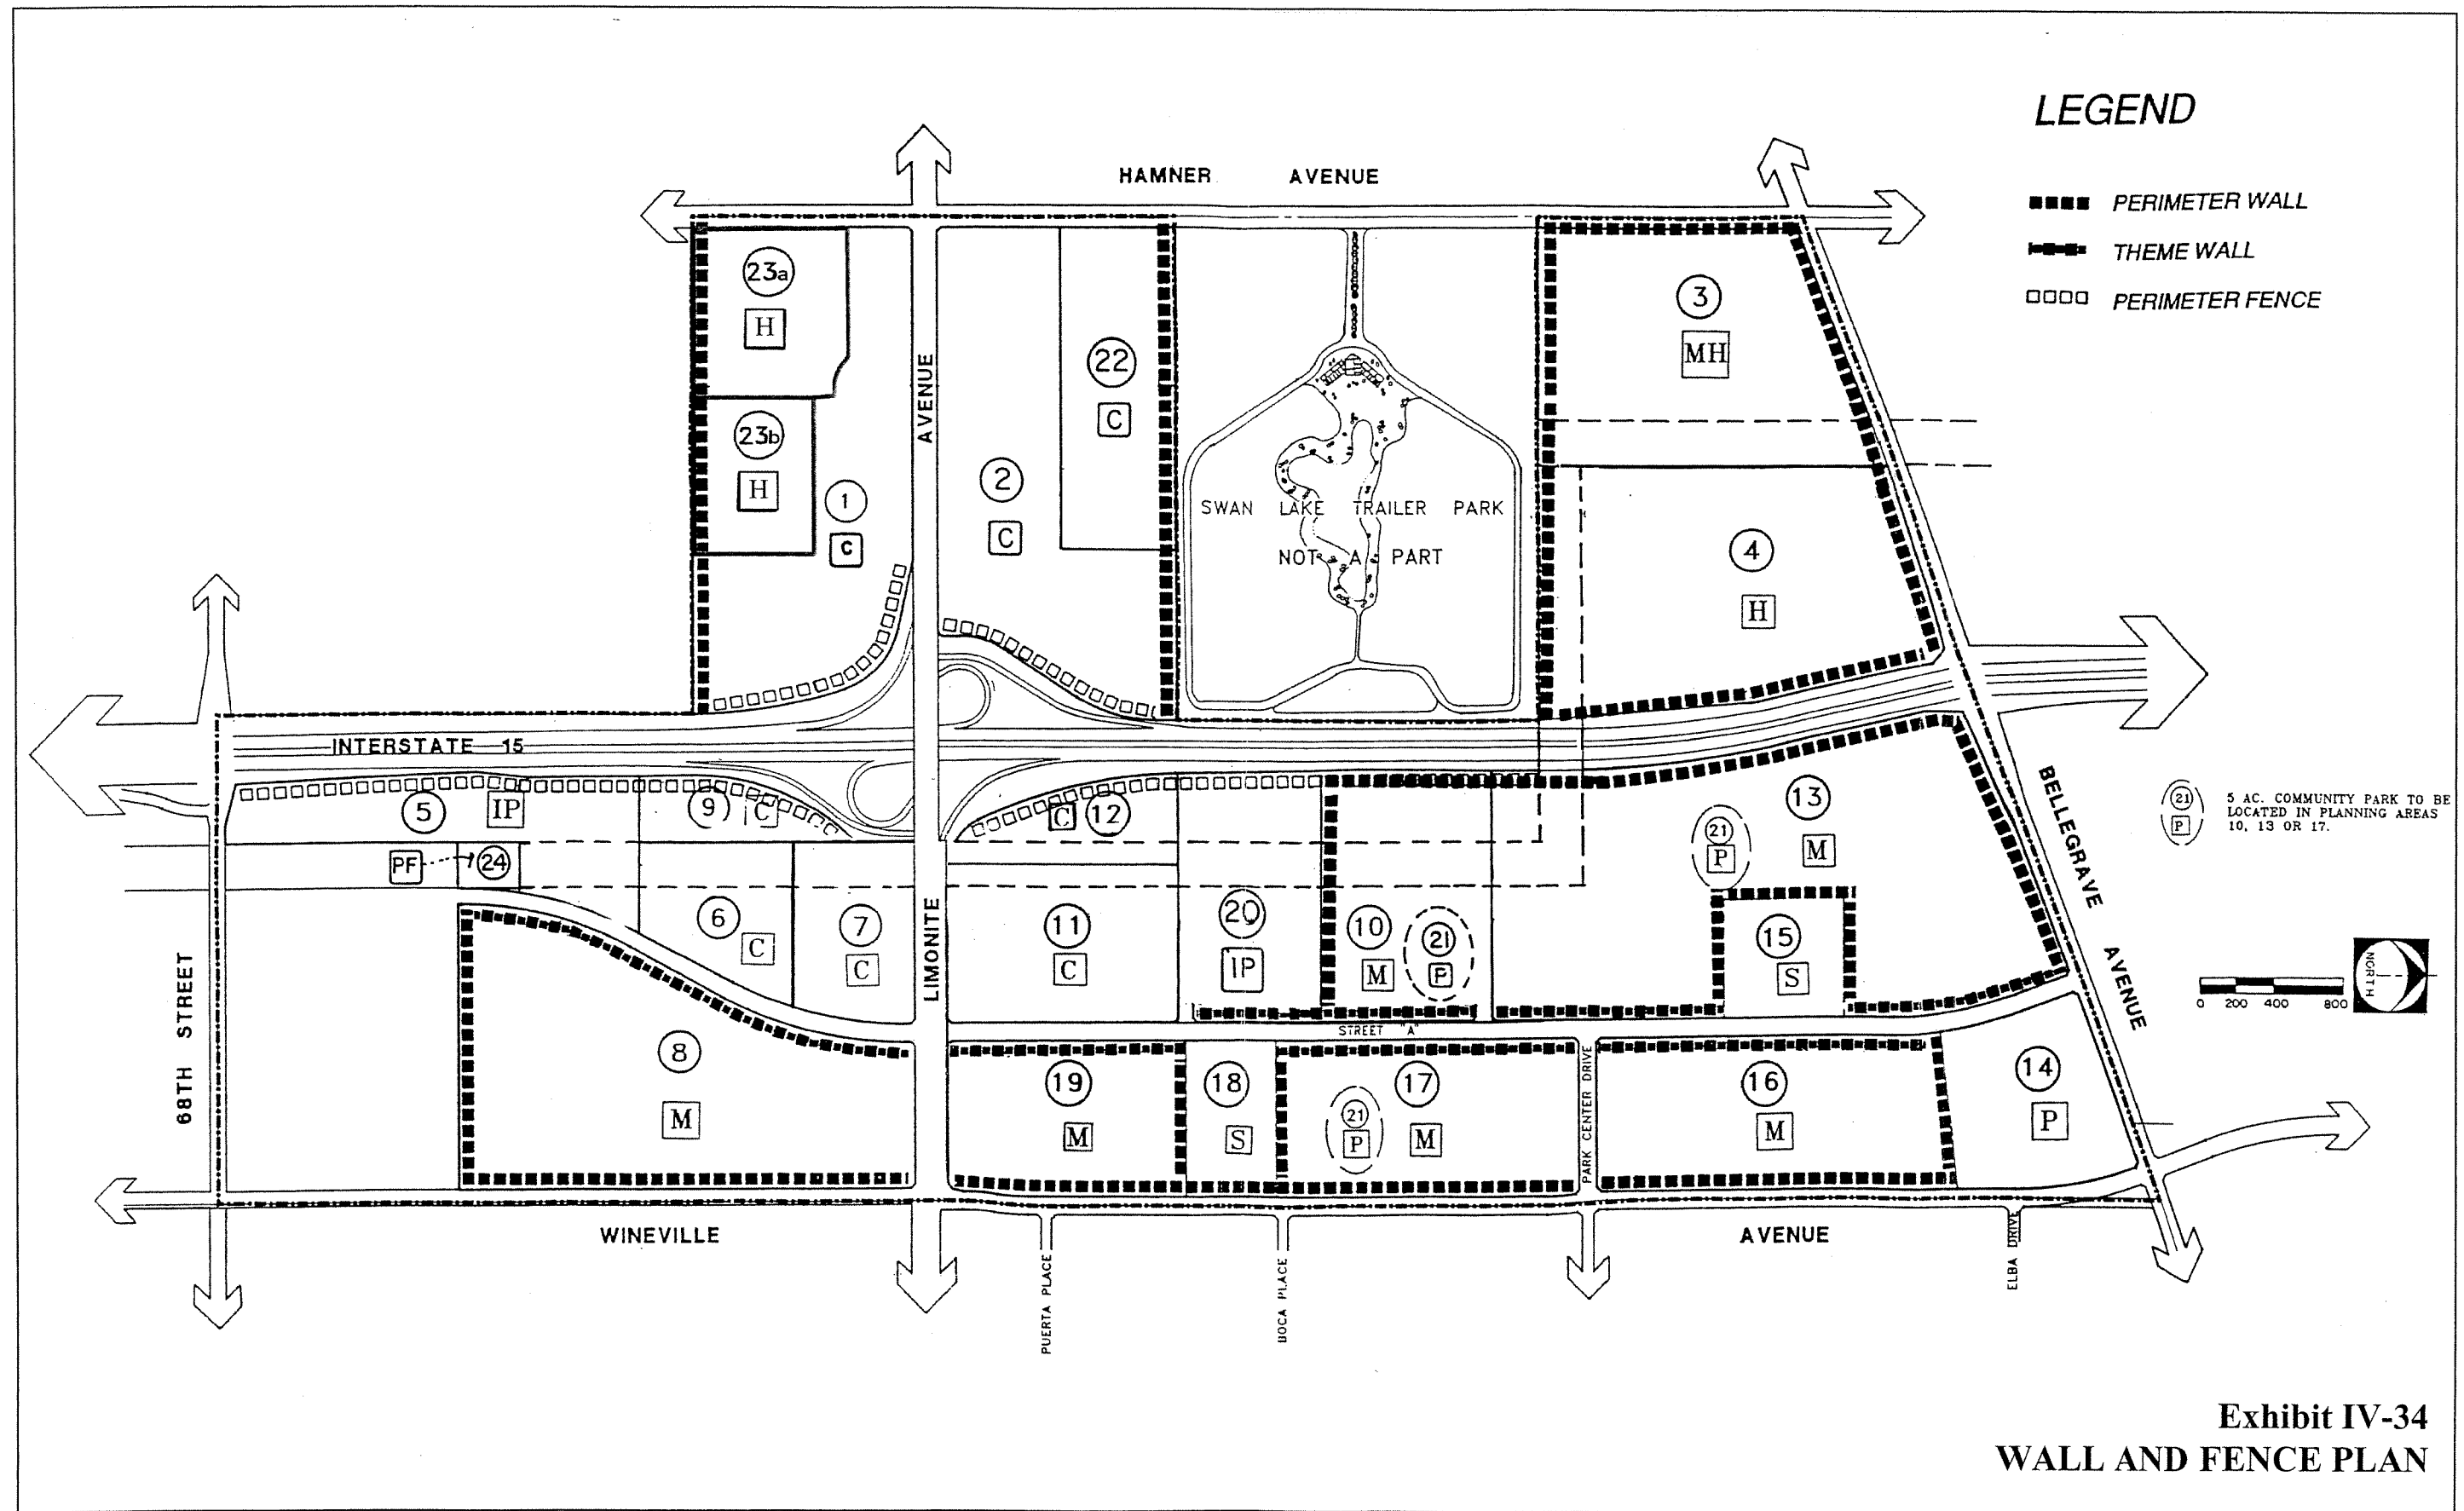 LEGEND
PERIMETER WALL
THEME WALL
PERIMETER FENCE
HAMNER AVENUE
23a
H
23b
H
1
C
AVENUE
2
C
22
C
SWAN LAKE TRAILER PARK
NOT A PART
3
MH
4
H
INTERSTATE 15
5
IP
9
C
C
12
13
M
21
P
BELLEGRAVE
AVENUE
21
P
5 AC. COMMUNITY PARK TO BE
LOCATED IN PLANNING AREAS
10, 13 OR 17.
PF
24
6
C
7
C
LIMONITE
11
C
20
IP
10
M
21
P
15
S
NORTH
0 200 400 800
68TH STREET
STREET "A"
8
M
19
M
18
S
17
M
21
P
PARK CENTER DRIVE
16
M
14
P
WINEVILLE
AVENUE
PUERTA PLACE
BOCA PLACE
ELBA DRIVE
Exhibit IV-34
WALL AND FENCE PLAN